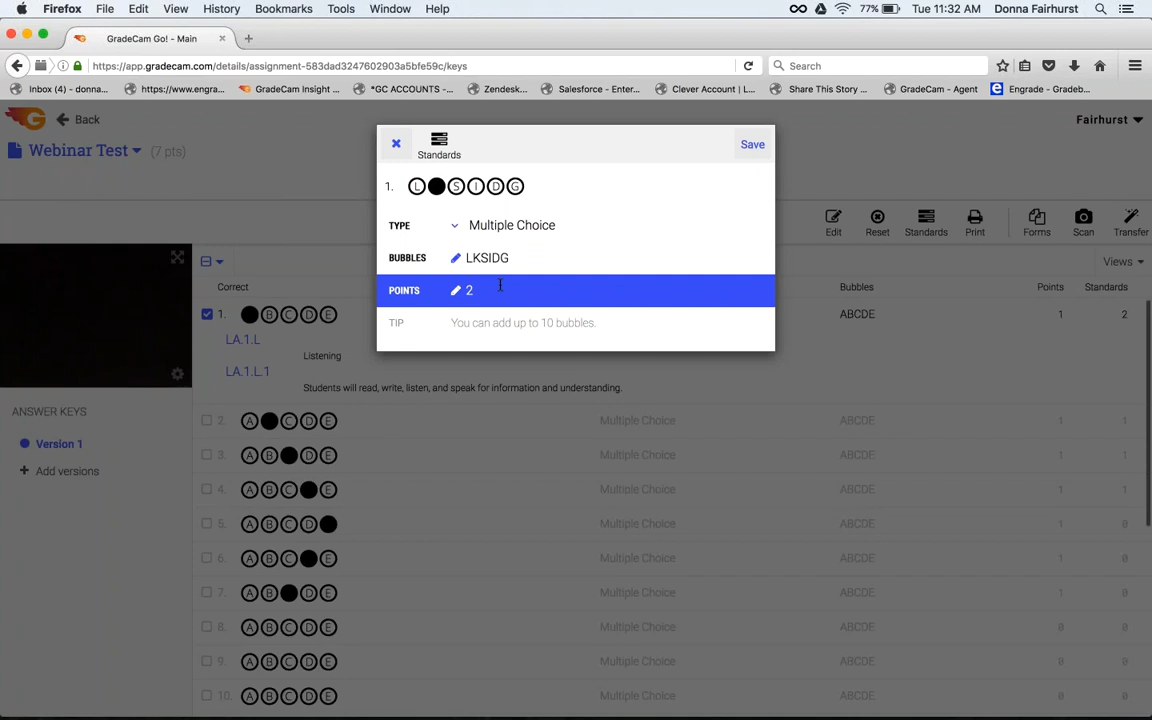 Firefox File Edit View History Bookmarks Tools Window Help 77% Tue 11:32 AM Donna Fairhurst
GradeCam Go! - Main
https://app.gradecam.com/details/assignment-583dad3247602903a5bfe59c/keys Search
Inbox (4) - donna... https://www.engra... GradeCam Insight ... *GC ACCOUNTS -... Zendesk... Salesforce - Enter... Clever Account | L... Share This Story ... GradeCam - Agent Engrade - Gradeb...
Back Fairhurst
Webinar Test (7 pts)
Standards Save
1. L S I D G
TYPE Multiple Choice
BUBBLES LKSIDG
POINTS 2
TIP You can add up to 10 bubbles.
Edit Reset Standards Print Forms Scan Transfer
Views
Correct Bubbles Points Standards
1. B C D E ABCDE 1 2
LA.1.L
Listening
LA.1.L.1
Students will read, write, listen, and speak for information and understanding.
ANSWER KEYS
Version 1
Add versions
2. A C D E Multiple Choice ABCDE 1 1
3. A B D E Multiple Choice ABCDE 1 1
4. A B C E Multiple Choice ABCDE 1 1
5. A B C D Multiple Choice ABCDE 1 0
6. A B C E Multiple Choice ABCDE 1 0
7. A B D E Multiple Choice ABCDE 1 0
8. A B C D E Multiple Choice ABCDE 0 0
9. A B C D E Multiple Choice ABCDE 0 0
10. A B C D E Multiple Choice ABCDE 0 0